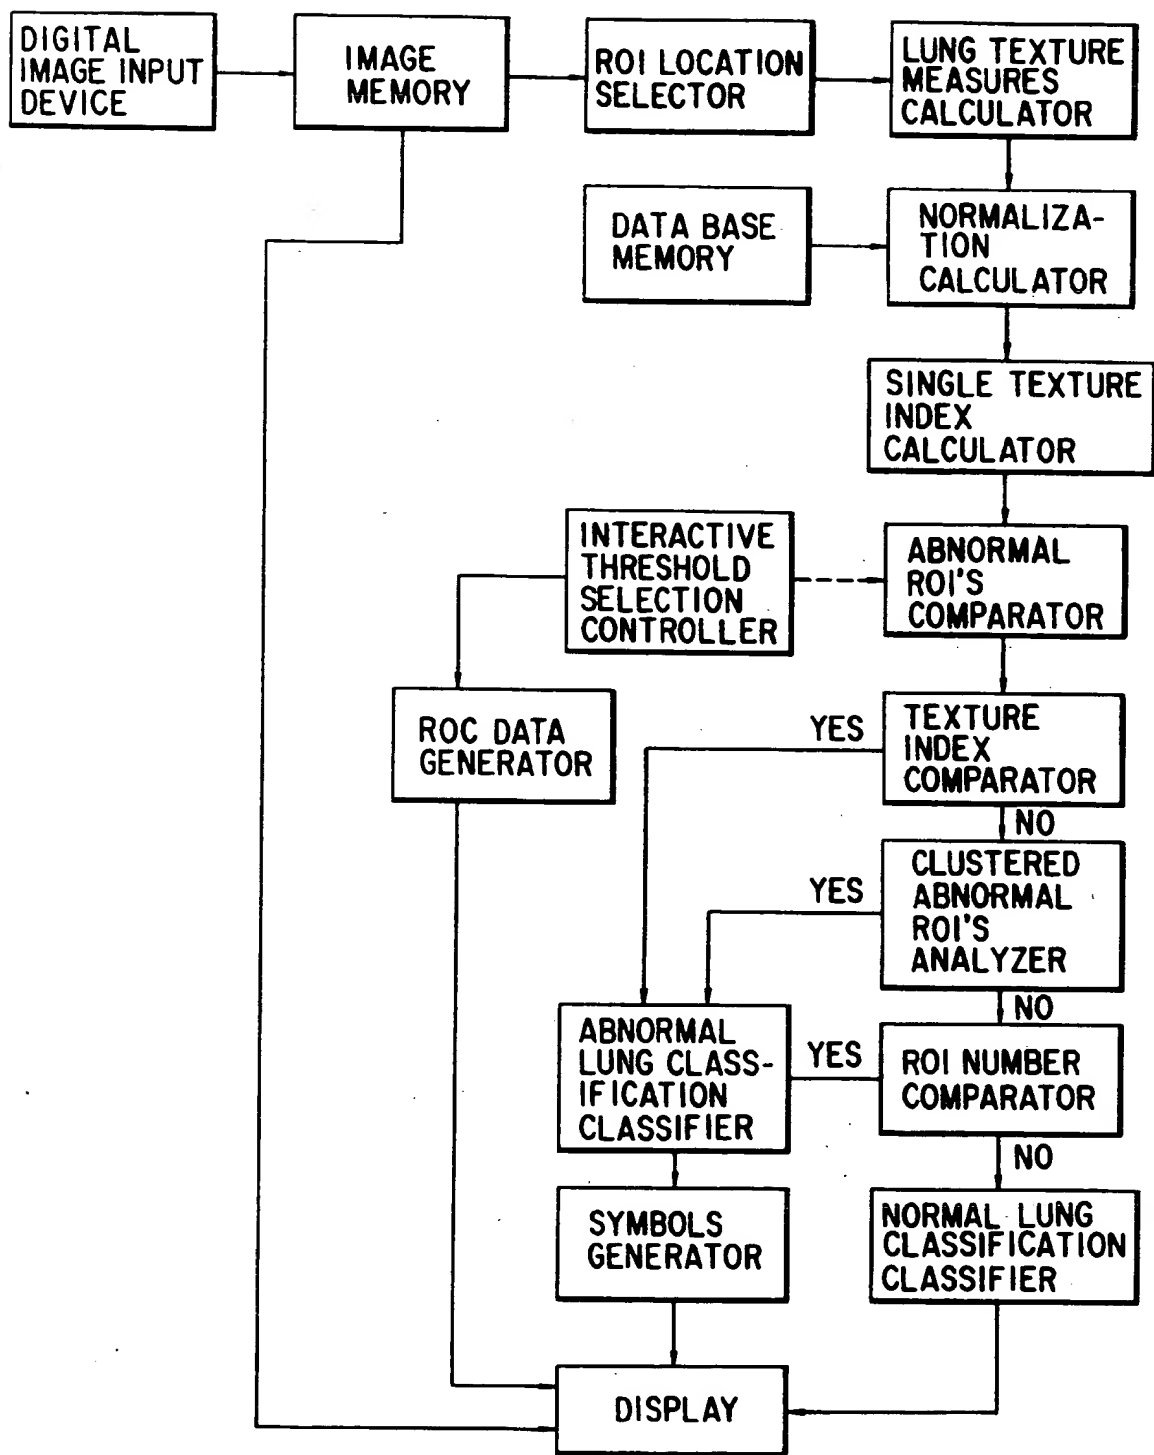 DIGITAL
IMAGE INPUT
DEVICE
IMAGE
MEMORY
ROI LOCATION
SELECTOR
LUNG TEXTURE
MEASURES
CALCULATOR
DATA BASE
MEMORY
NORMALIZA-
TION
CALCULATOR
SINGLE TEXTURE
INDEX
CALCULATOR
INTERACTIVE
THRESHOLD
SELECTION
CONTROLLER
ABNORMAL
ROI'S
COMPARATOR
ROC DATA
GENERATOR
YES
TEXTURE
INDEX
COMPARATOR
NO
YES
CLUSTERED
ABNORMAL
ROI'S
ANALYZER
NO
ABNORMAL
LUNG CLASS-
IFICATION
CLASSIFIER
YES
ROI NUMBER
COMPARATOR
NO
SYMBOLS
GENERATOR
NORMAL LUNG
CLASSIFICATION
CLASSIFIER
DISPLAY